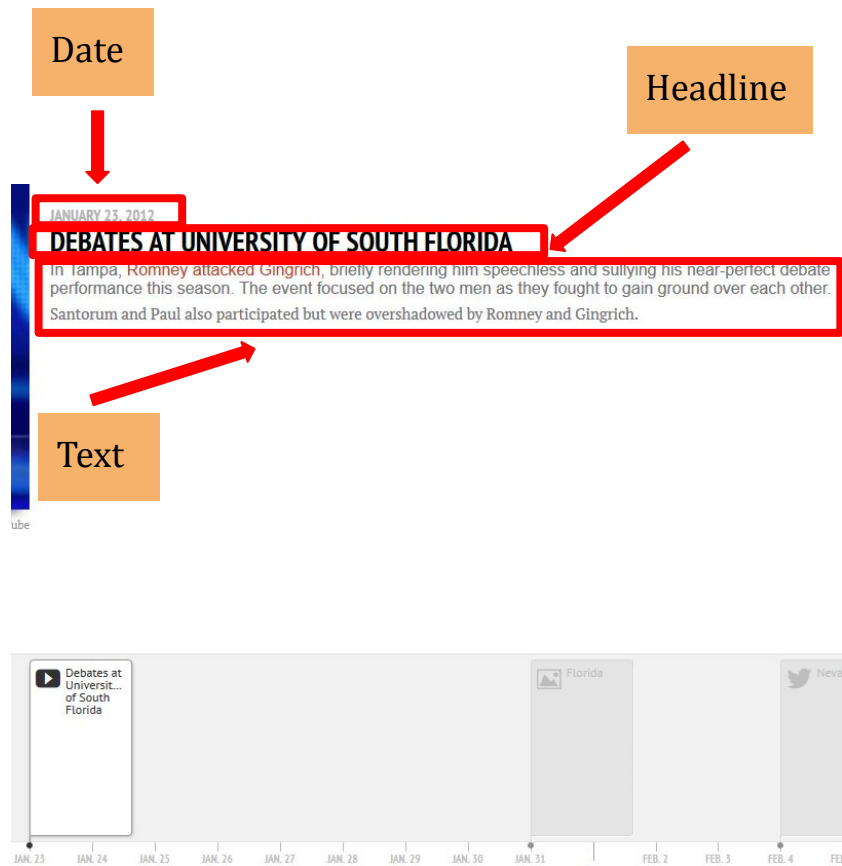 Date
Headline
JANUARY 23, 2012
DEBATES AT UNIVERSITY OF SOUTH FLORIDA
In Tampa, Romney attacked Gingrich, briefly rendering him speechless and sullying his near-perfect debate
performance this season. The event focused on the two men as they fought to gain ground over each other.
Santorum and Paul also participated but were overshadowed by Romney and Gingrich.
Text
ube
Debates at
Universit...
of South
Florida
Florida
Neva
JAN. 23 JAN. 24 JAN. 25 JAN. 26 JAN. 27 JAN. 28 JAN. 29 JAN. 30 JAN. 31 FEB. 2 FEB. 3 FEB. 4 FE